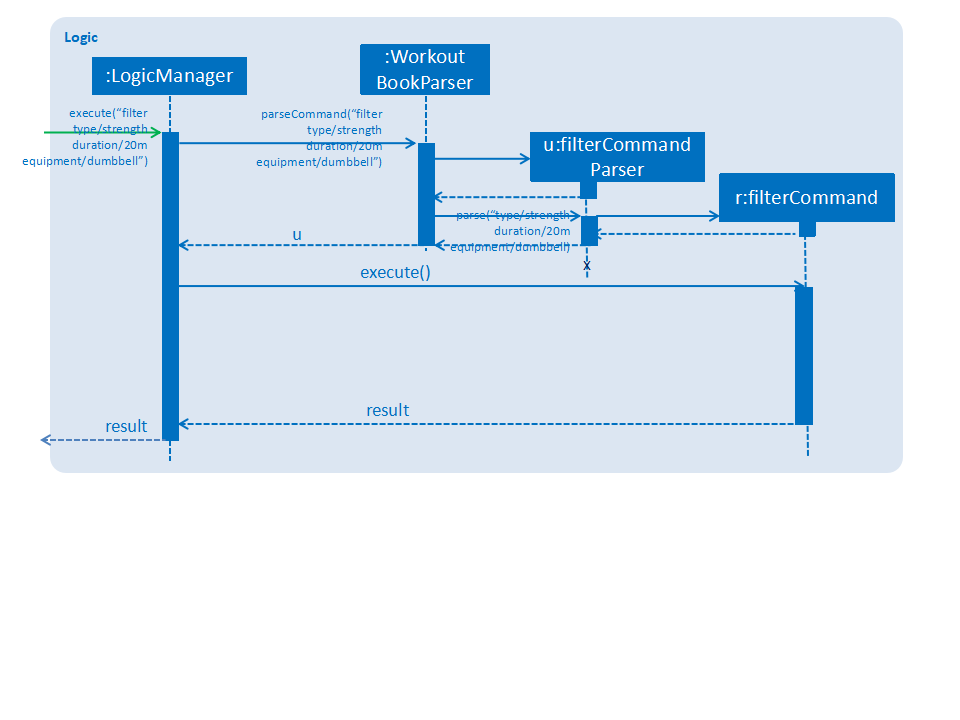 Logic
:LogicManager
:Workout
BookParser
execute(“filter
type/strength
duration/20m
equipment/dumbbell”)
parseCommand(“filter
type/strength
duration/20m
equipment/dumbbell”)
u:filterCommand
Parser
r:filterCommand
parse(“type/strength
duration/20m
equipment/dumbbell)
u
x
execute()
result
result